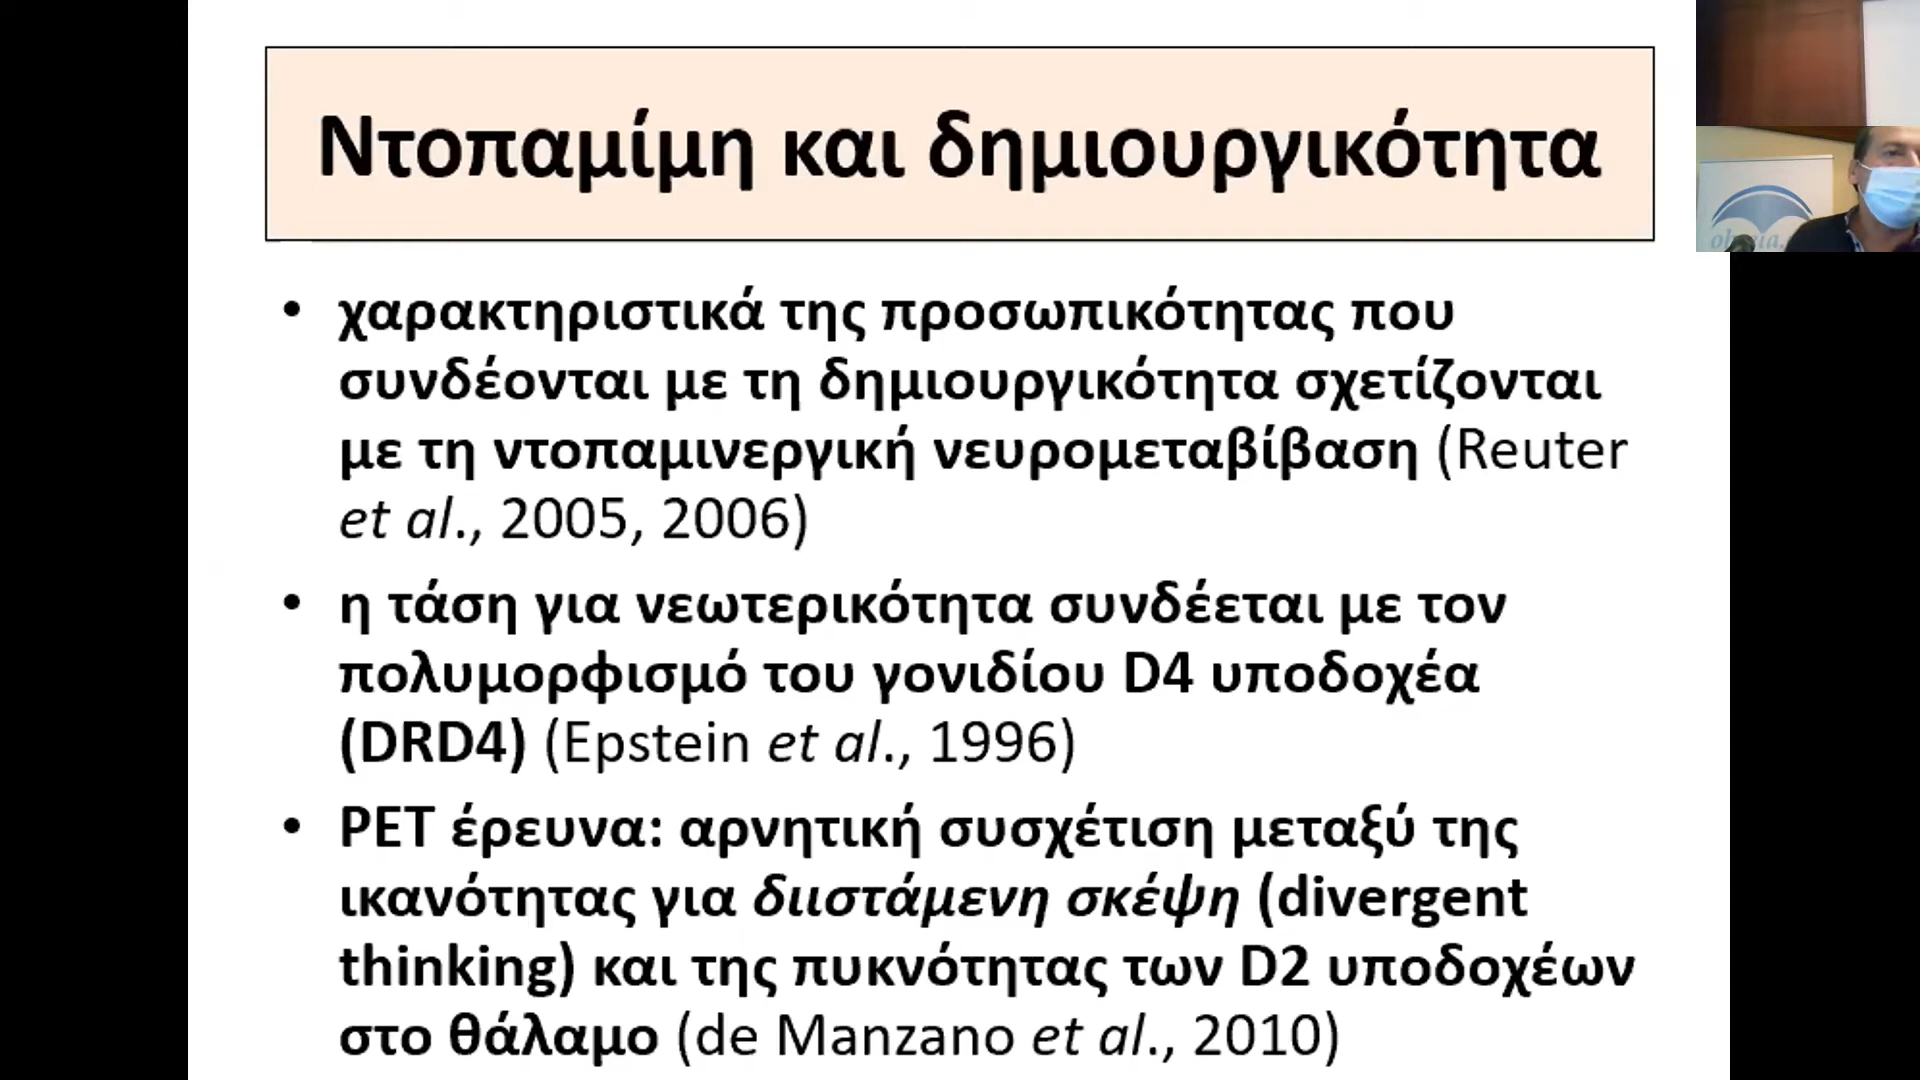 Ντοπαμίμη και δημιουργικότητα
• χαρακτηριστικά της προσωπικότητας που
συνδέονται με τη δημιουργικότητα σχετίζονται
με τη ντοπαμινεργική νευρομεταβίβαση (Reuter
et al., 2005, 2006)
• η τάση για νεωτερικότητα συνδέεται με τον
πολυμορφισμό του γονιδίου D4 υποδοχέα
(DRD4) (Epstein et al., 1996)
• PET έρευνα: αρνητική συσχέτιση μεταξύ της
ικανότητας για διιστάμενη σκέψη (divergent
thinking) και της πυκνότητας των D2 υποδοχέων
στο θάλαμο (de Manzano et al., 2010)